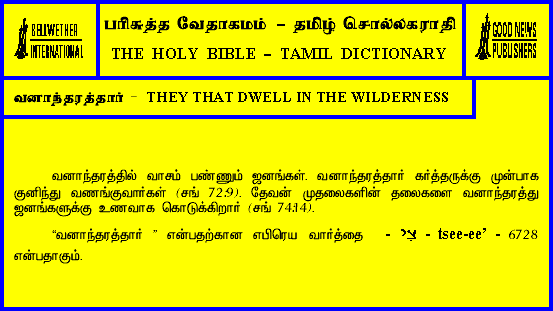 BELLWETHER
INTERNATIONAL
பரிசுத்த வேதாகமம் – தமிழ் சொல்லகராதி
THE HOLY BIBLE – TAMIL DICTIONARY
GOOD NEWS
PUBLISHERS
வனாந்தரத்தார் – THEY THAT DWELL IN THE WILDERNESS
வனாந்தரத்தில் வாசம் பண்ணும் ஜனங்கள். வனாந்தரத்தார் கர்த்தருக்கு முன்பாக
குனிந்து வணங்குவார்கள் (சங் 72:9). தேவன் முதலைகளின் தலைகளை வனாந்தரத்து
ஜனங்களுக்கு உணவாக கொடுக்கிறார் (சங் 74:14).
“வனாந்தரத்தார் ” என்பதற்கான எபிரெய வார்த்தை - צִי - tsee-ee’ - 6728
என்பதாகும்.